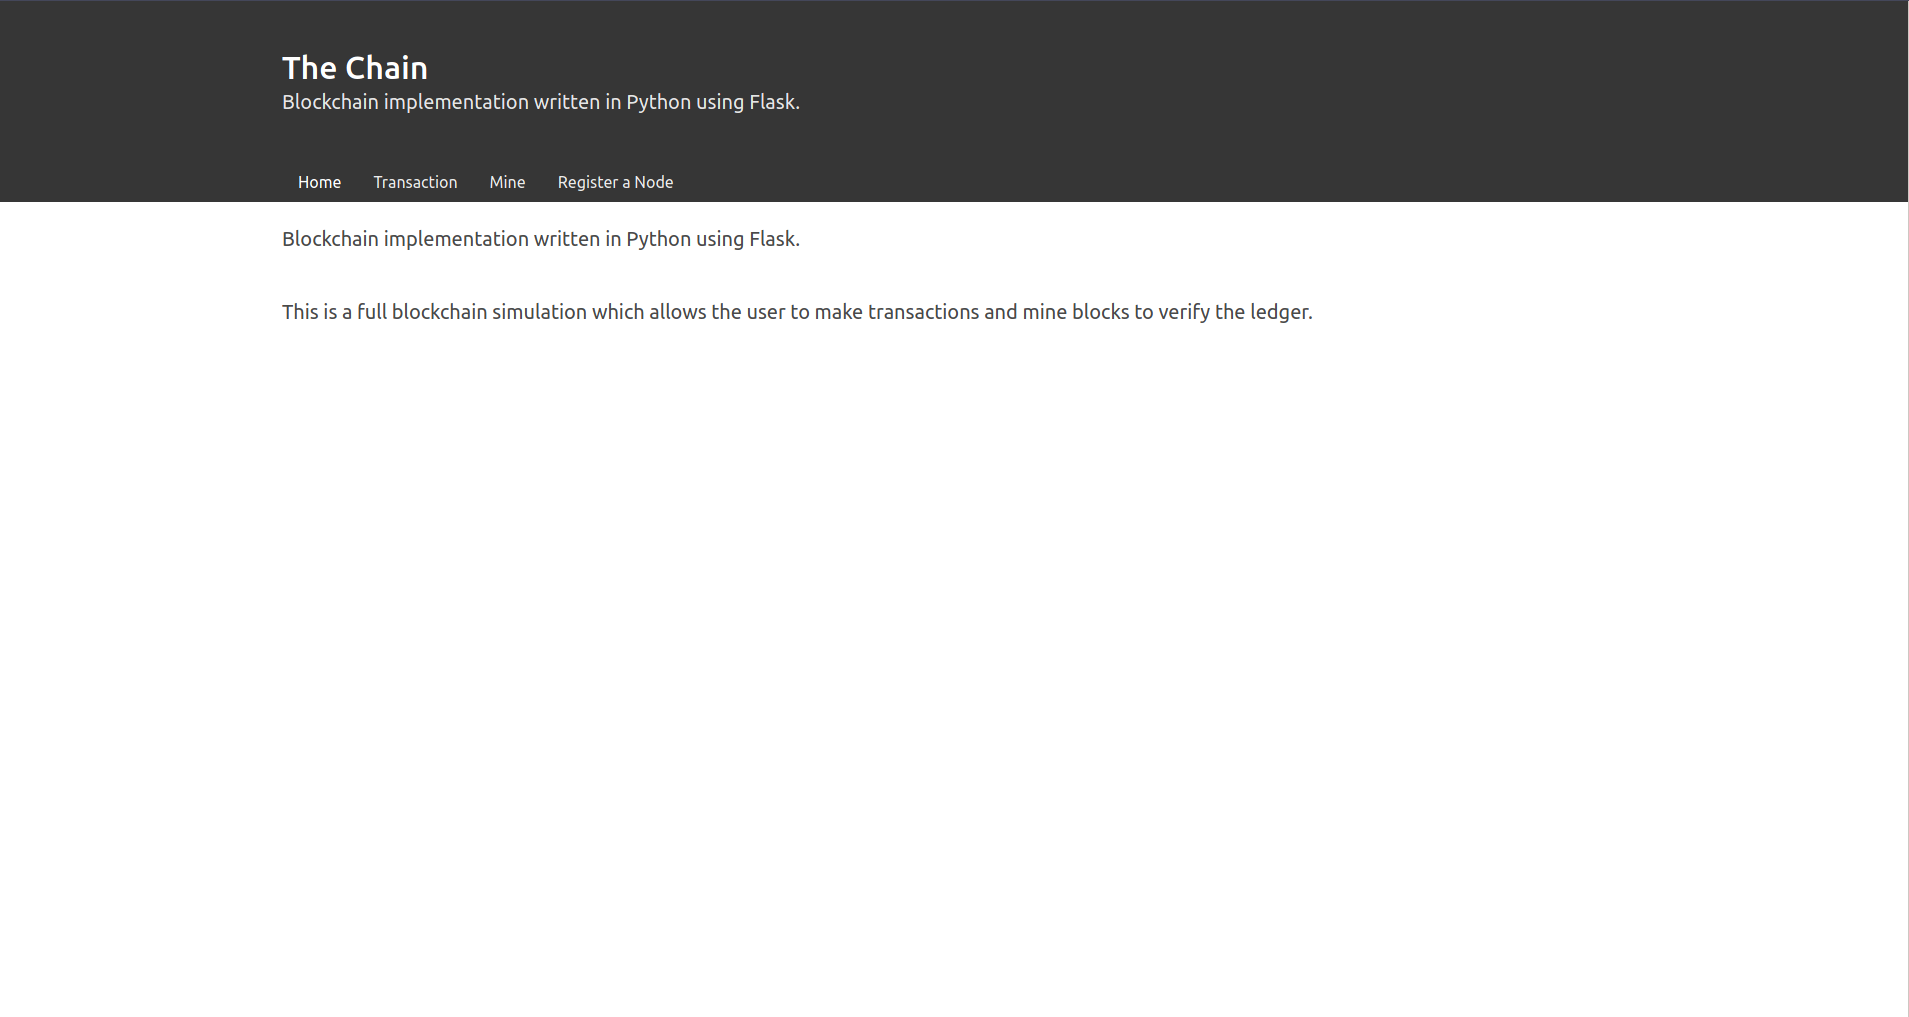 The Chain
Blockchain implementation written in Python using Flask.
Home Transaction Mine Register a Node
Blockchain implementation written in Python using Flask.
This is a full blockchain simulation which allows the user to make transactions and mine blocks to verify the ledger.